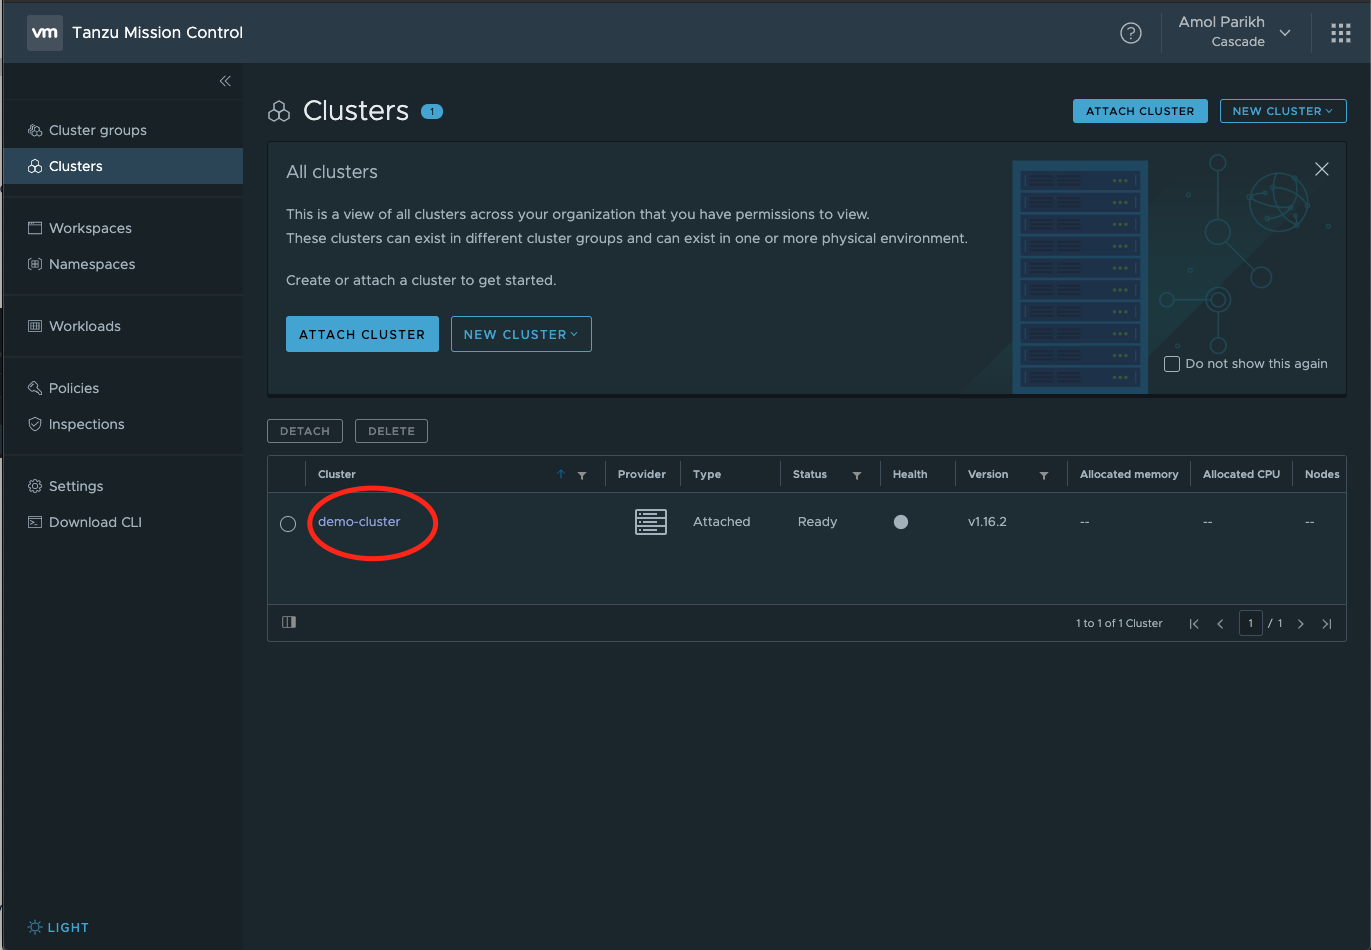 vm Tanzu Mission Control
Amol Parikh
Cascade
Cluster groups
Clusters
Workspaces
Namespaces
Workloads
Policies
Inspections
Settings
Download CLI
LIGHT
Clusters 1
ATTACH CLUSTER
NEW CLUSTER
All clusters
This is a view of all clusters across your organization that you have permissions to view.
These clusters can exist in different cluster groups and can exist in one or more physical environment.
Create or attach a cluster to get started.
ATTACH CLUSTER
NEW CLUSTER
Do not show this again
DETACH
DELETE
Cluster Provider Type Status Health Version Allocated memory Allocated CPU Nodes
demo-cluster Attached Ready v1.16.2 -- -- --
1 to 1 of 1 Cluster 1 / 1